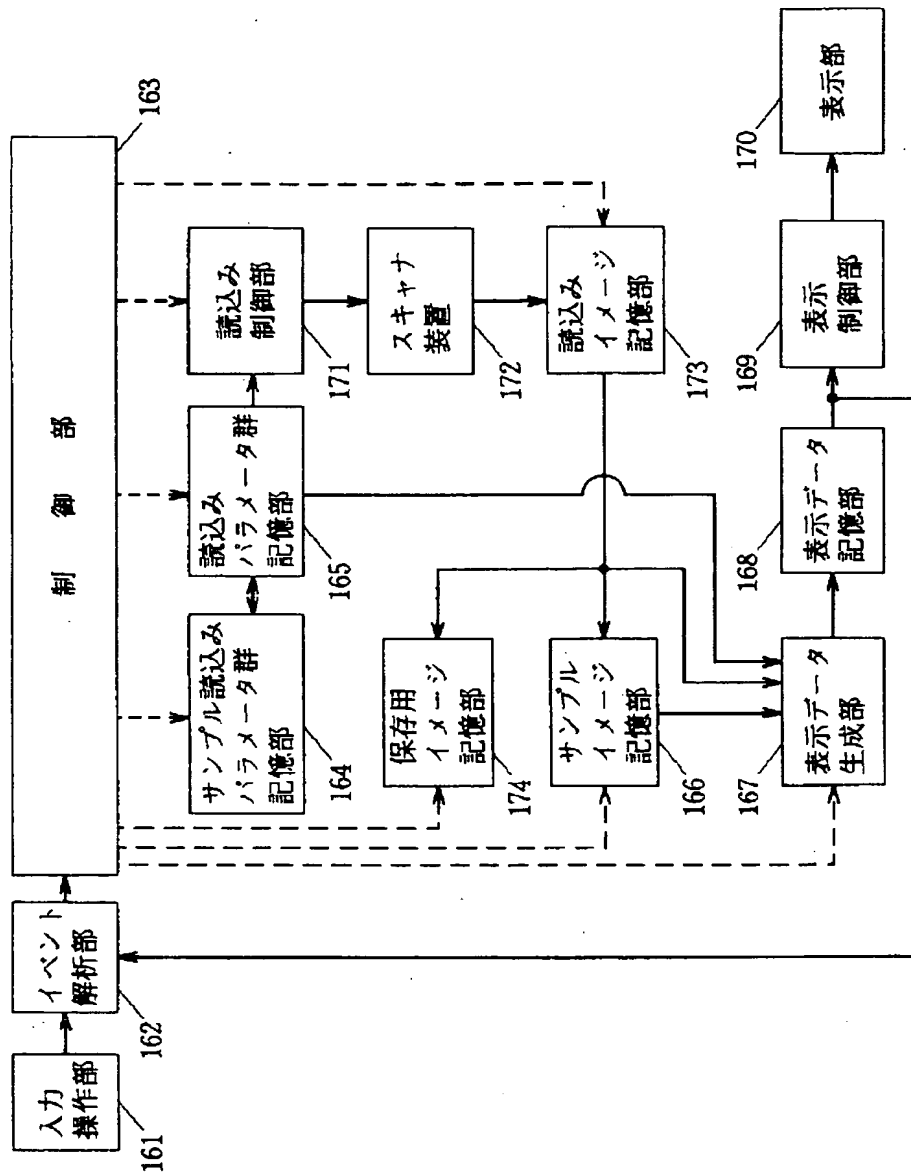 入力
操作部
161
イベント
解析部
162
制御部
163
サンプル読込み
パラメータ群
記憶部
164
読込み
パラメータ群
記憶部
165
読込み
制御部
171
スキャナ
装置
172
読込み
イメージ
記憶部
173
保存用
イメージ
記憶部
174
サンプル
イメージ
記憶部
166
表示データ
生成部
167
表示データ
記憶部
168
表示
制御部
169
表示部
170